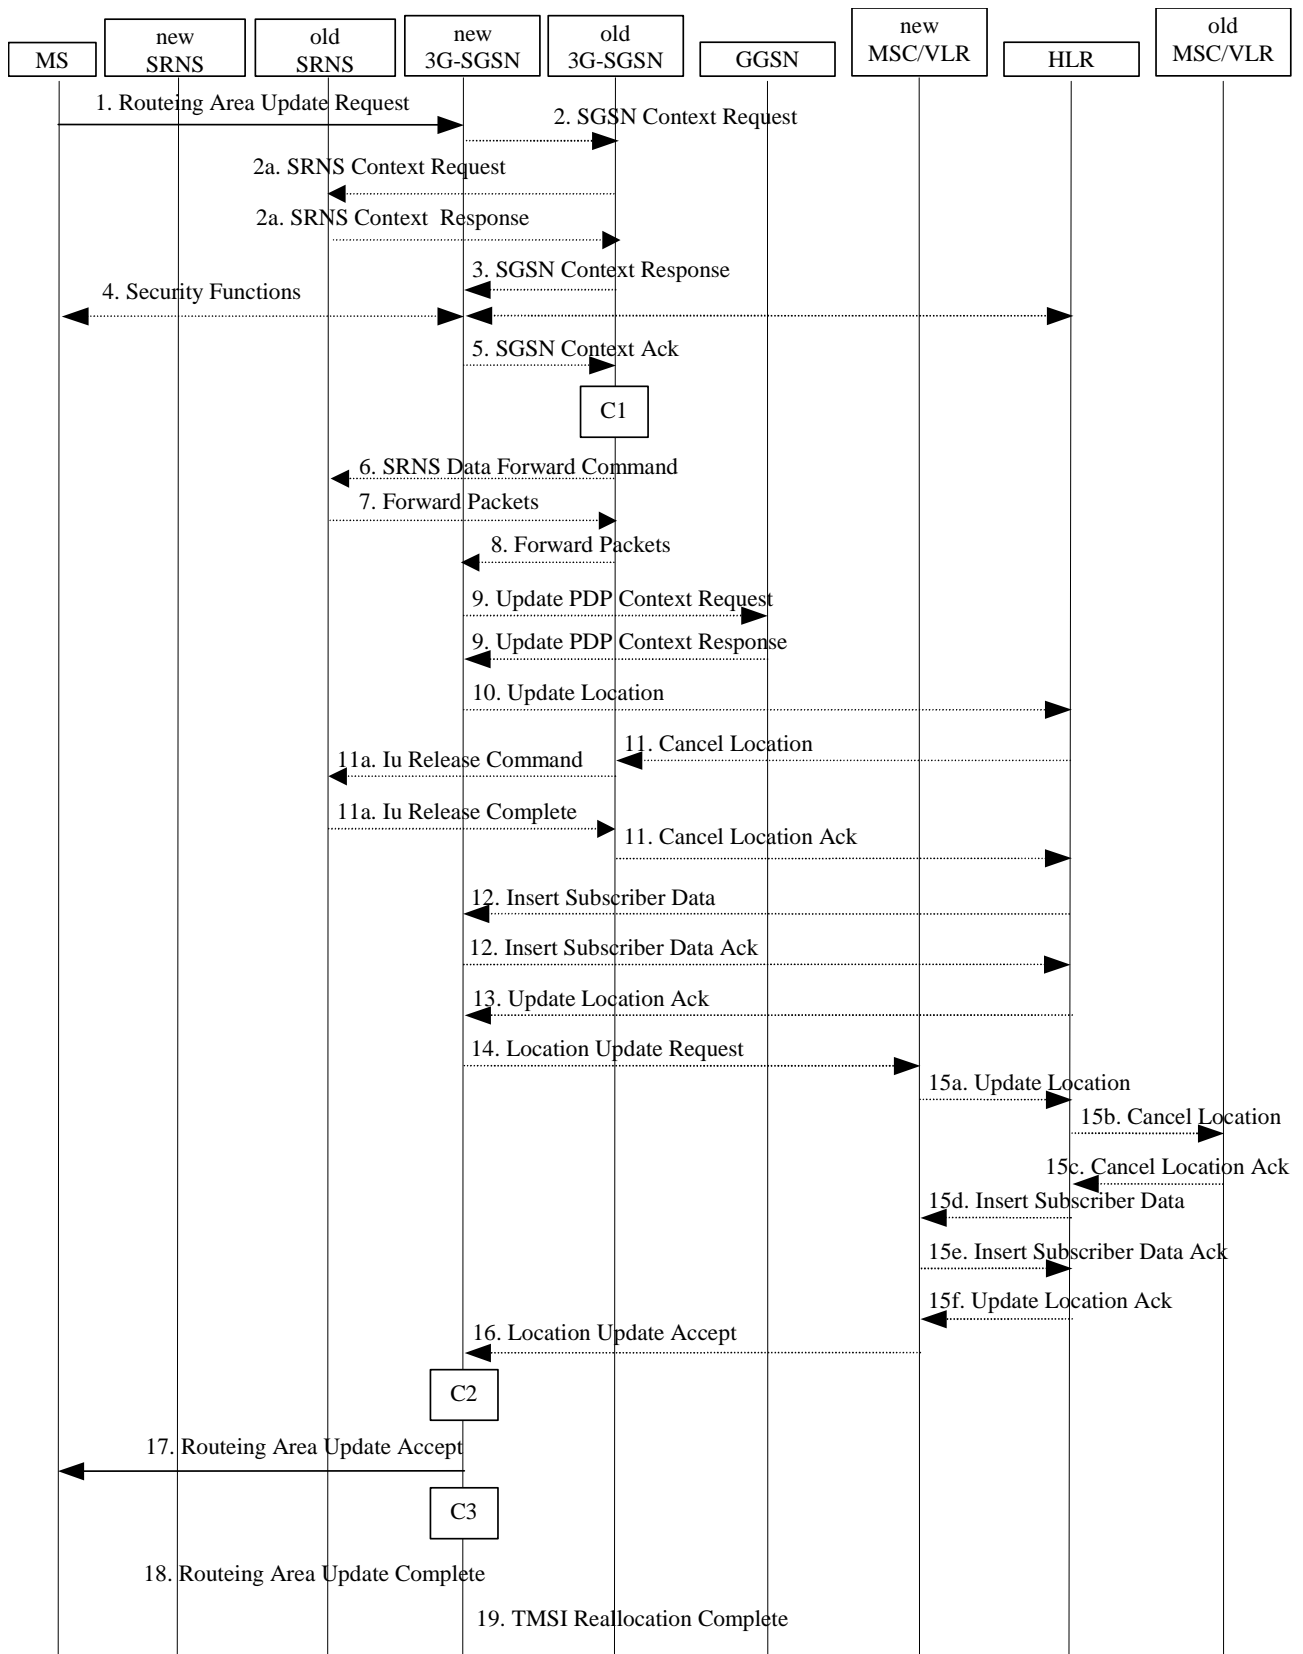 MS
new
SRNS
old
SRNS
new
3G-SGSN
old
3G-SGSN
GGSN
new
MSC/VLR
HLR
old
MSC/VLR
1. Routeing Area Update Request
2. SGSN Context Request
2a. SRNS Context Request
2a. SRNS Context Response
3. SGSN Context Response
4. Security Functions
5. SGSN Context Ack
C1
6. SRNS Data Forward Command
7. Forward Packets
8. Forward Packets
9. Update PDP Context Request
9. Update PDP Context Response
10. Update Location
11. Cancel Location
11a. Iu Release Command
11a. Iu Release Complete
11. Cancel Location Ack
12. Insert Subscriber Data
12. Insert Subscriber Data Ack
13. Update Location Ack
14. Location Update Request
15a. Update Location
15b. Cancel Location
15c. Cancel Location Ack
15d. Insert Subscriber Data
15e. Insert Subscriber Data Ack
15f. Update Location Ack
16. Location Update Accept
C2
17. Routeing Area Update Accept
C3
18. Routeing Area Update Complete
19. TMSI Reallocation Complete